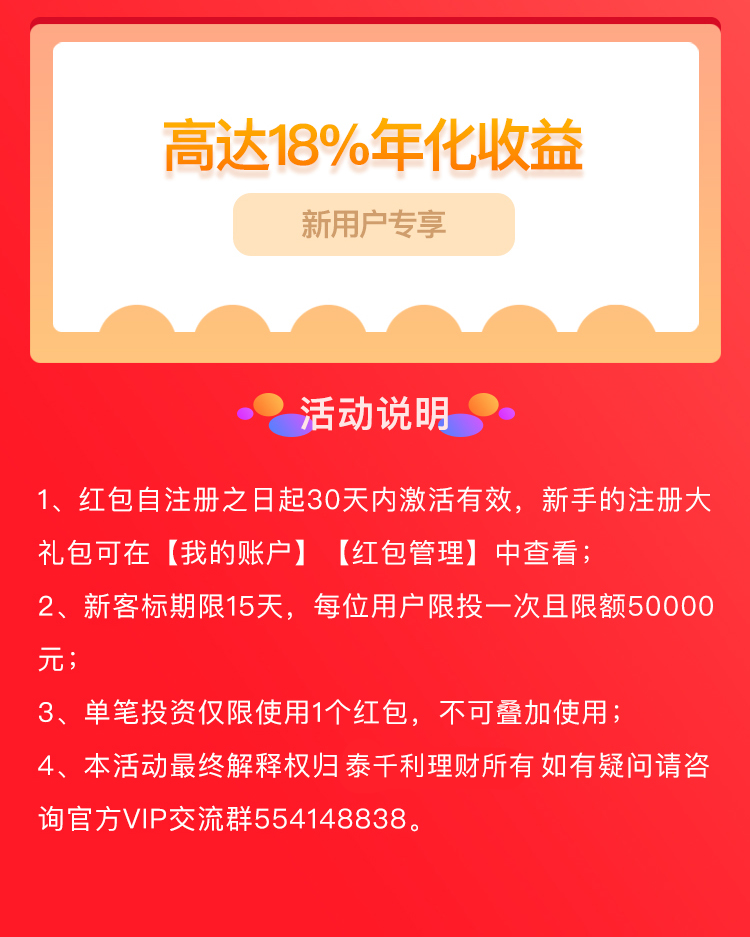 高达18%年化收益
新用户专享
活动说明
1、红包自注册之日起30天内激活有效，新手的注册大
礼包可在【我的账户】【红包管理】中查看；
2、新客标期限15天，每位用户限投一次且限额50000
元；
3、单笔投资仅限使用1个红包，不可叠加使用；
4、本活动最终解释权归 泰千利理财所有 如有疑问请咨
询官方VIP交流群554148838。